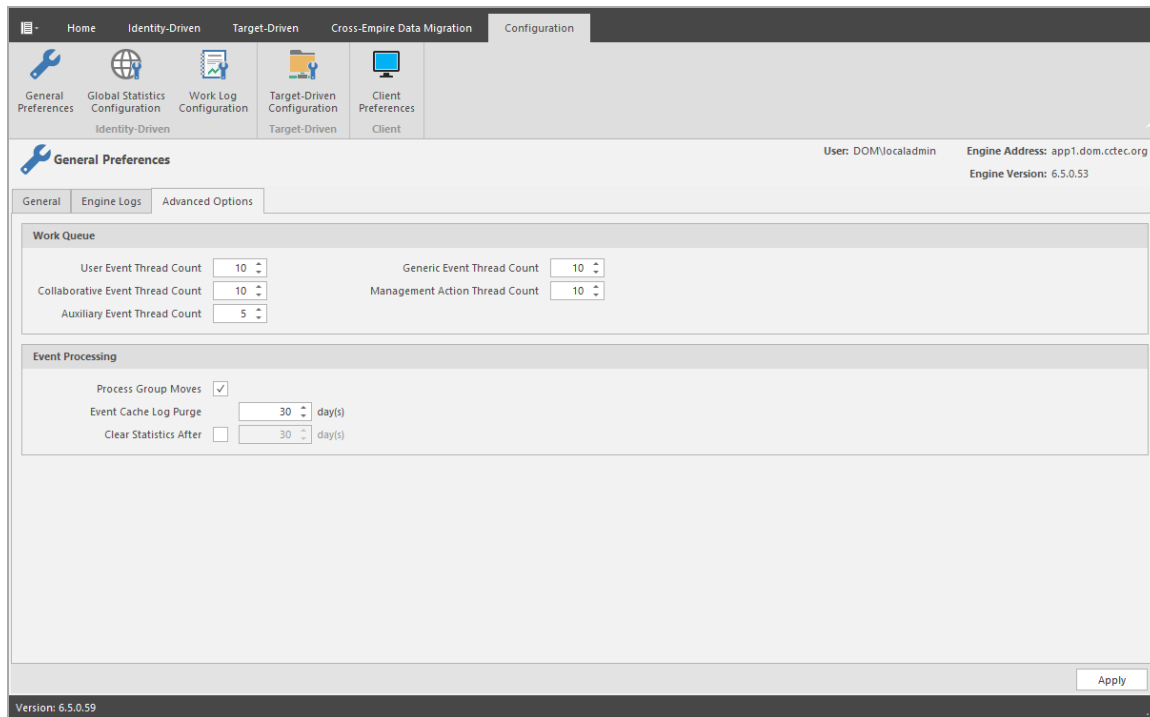 Home Identity-Driven Target-Driven Cross-Empire Data Migration Configuration
General Preferences Global Statistics Configuration Work Log Configuration Target-Driven Configuration Client Preferences
Identity-Driven Target-Driven Client
General Preferences User: DOM\localadmin Engine Address: app1.dom.cctec.org
Engine Version: 6.5.0.53
General Engine Logs Advanced Options
Work Queue
User Event Thread Count 10 Generic Event Thread Count 10
Collaborative Event Thread Count 10 Management Action Thread Count 10
Auxiliary Event Thread Count 5
Event Processing
Process Group Moves
Event Cache Log Purge 30 day(s)
Clear Statistics After 30 day(s)
Apply
Version: 6.5.0.59